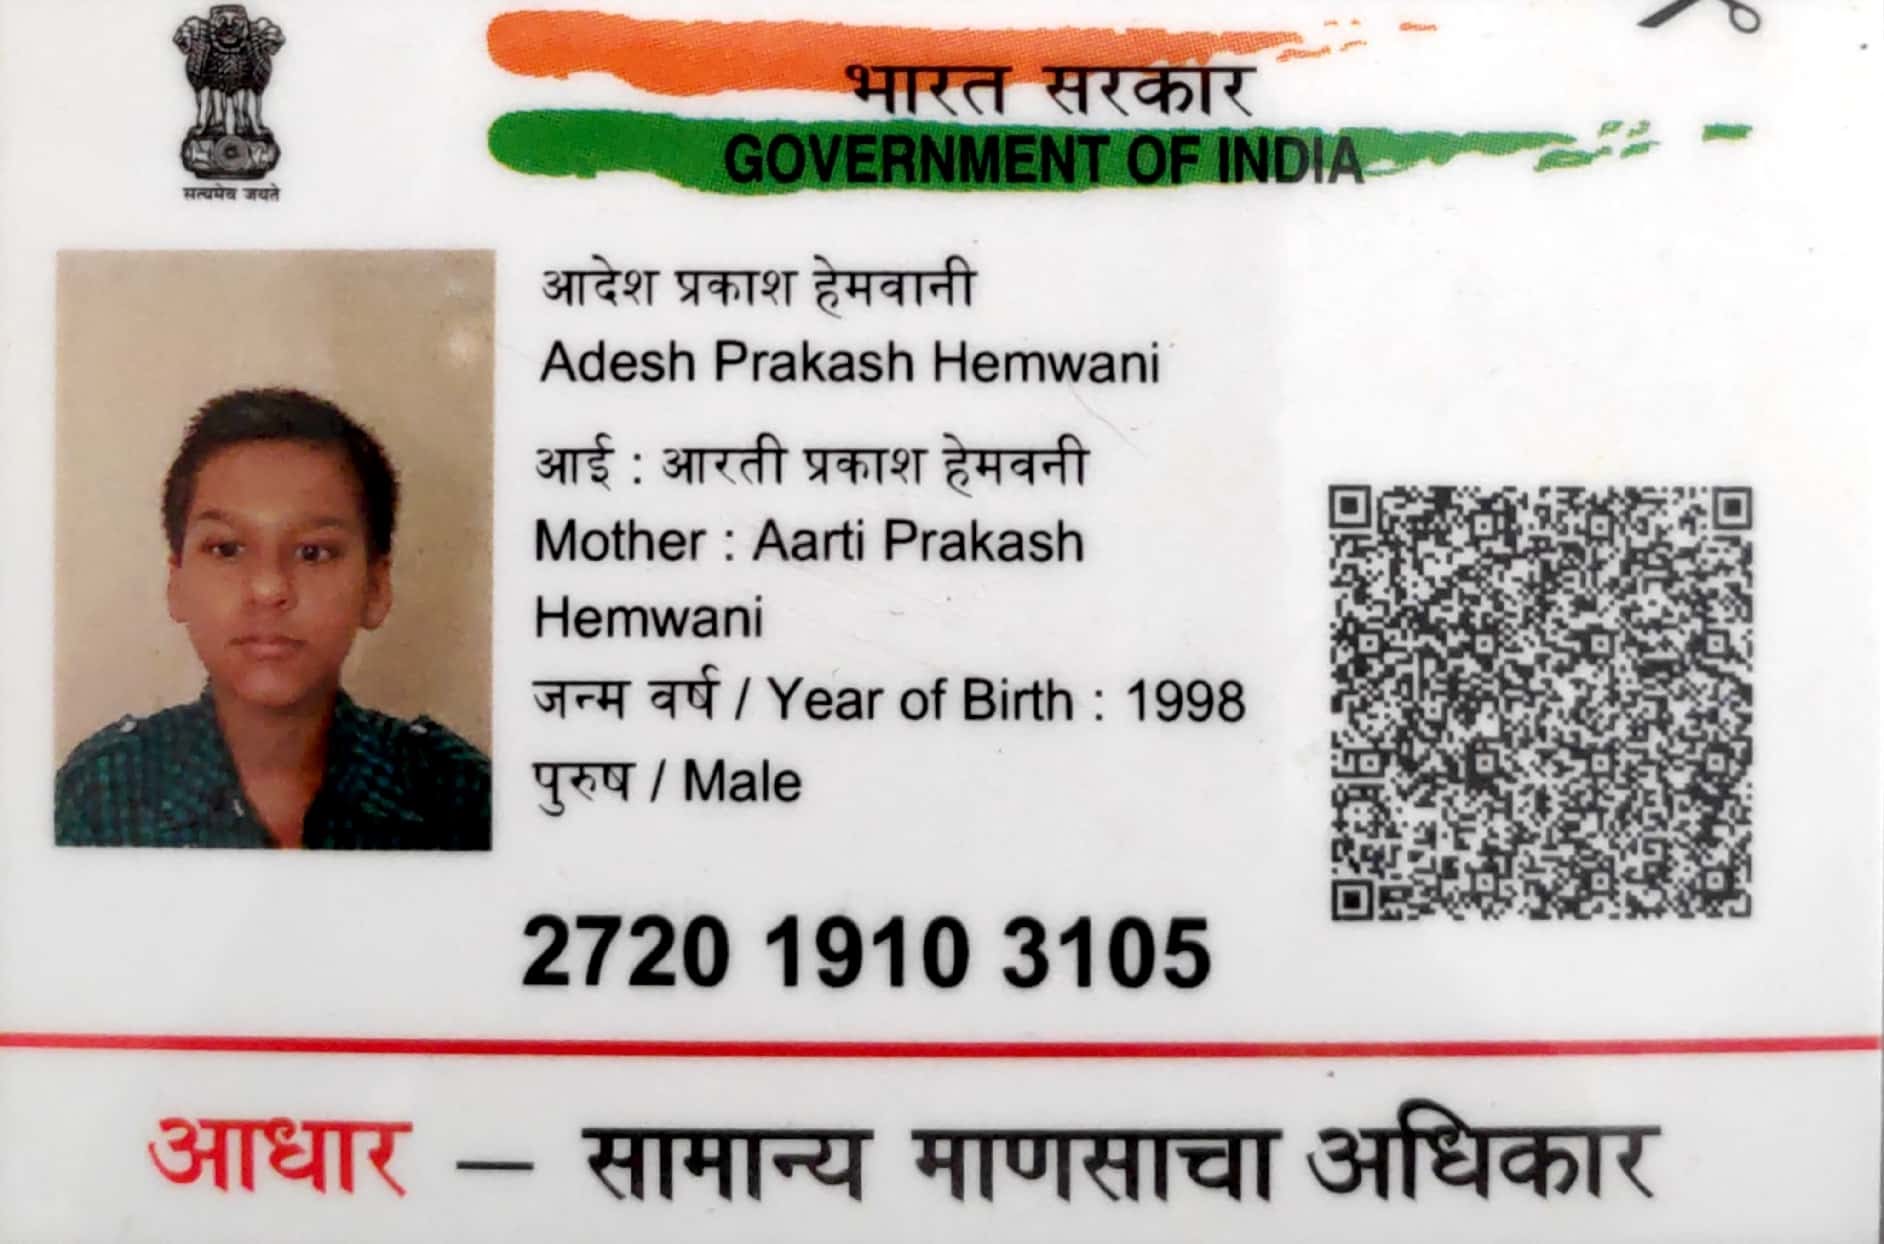 सत्यमेव जयते
भारत सरकार
GOVERNMENT OF INDIA
आदेश प्रकाश हेमवानी
Adesh Prakash Hemwani
आई : आरती प्रकाश हेमवनी
Mother : Aarti Prakash
Hemwani
जन्म वर्ष / Year of Birth : 1998
पुरुष / Male
2720 1910 3105
आधार — सामान्य माणसाचा अधिकार